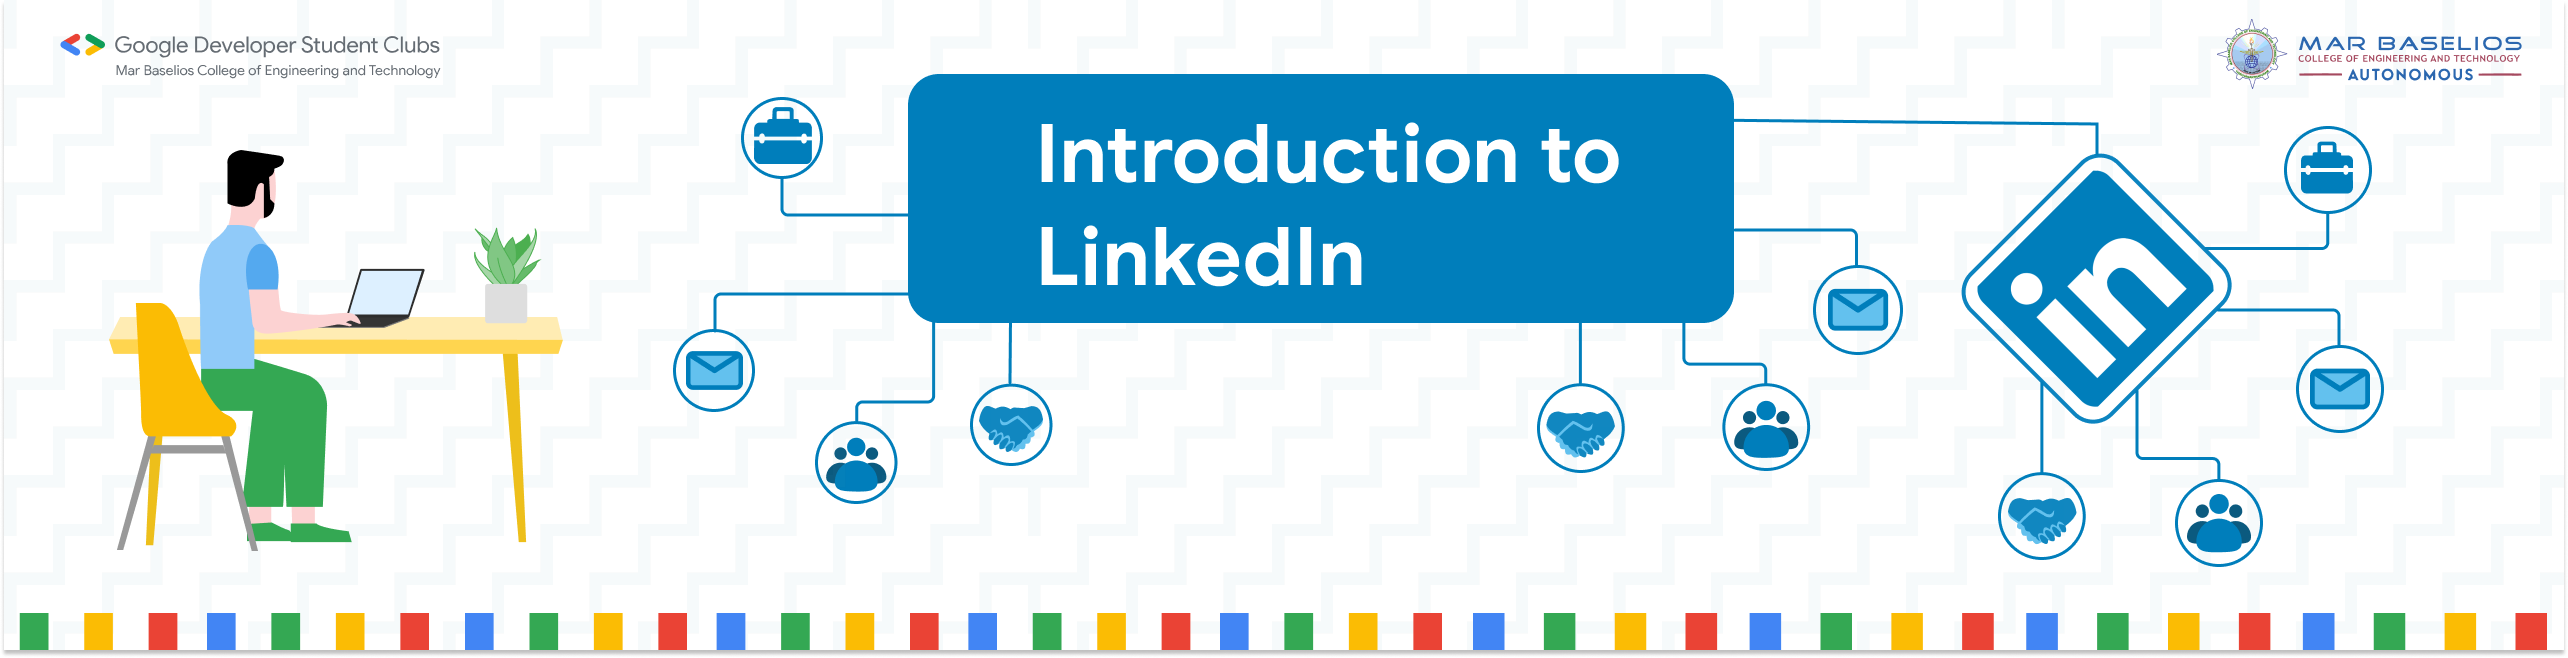 Google Developer Student Clubs
Mar Baselios College of Engineering and Technology
MAR BASELIOS
COLLEGE OF ENGINEERING AND TECHNOLOGY
AUTONOMOUS
Introduction to
LinkedIn
in